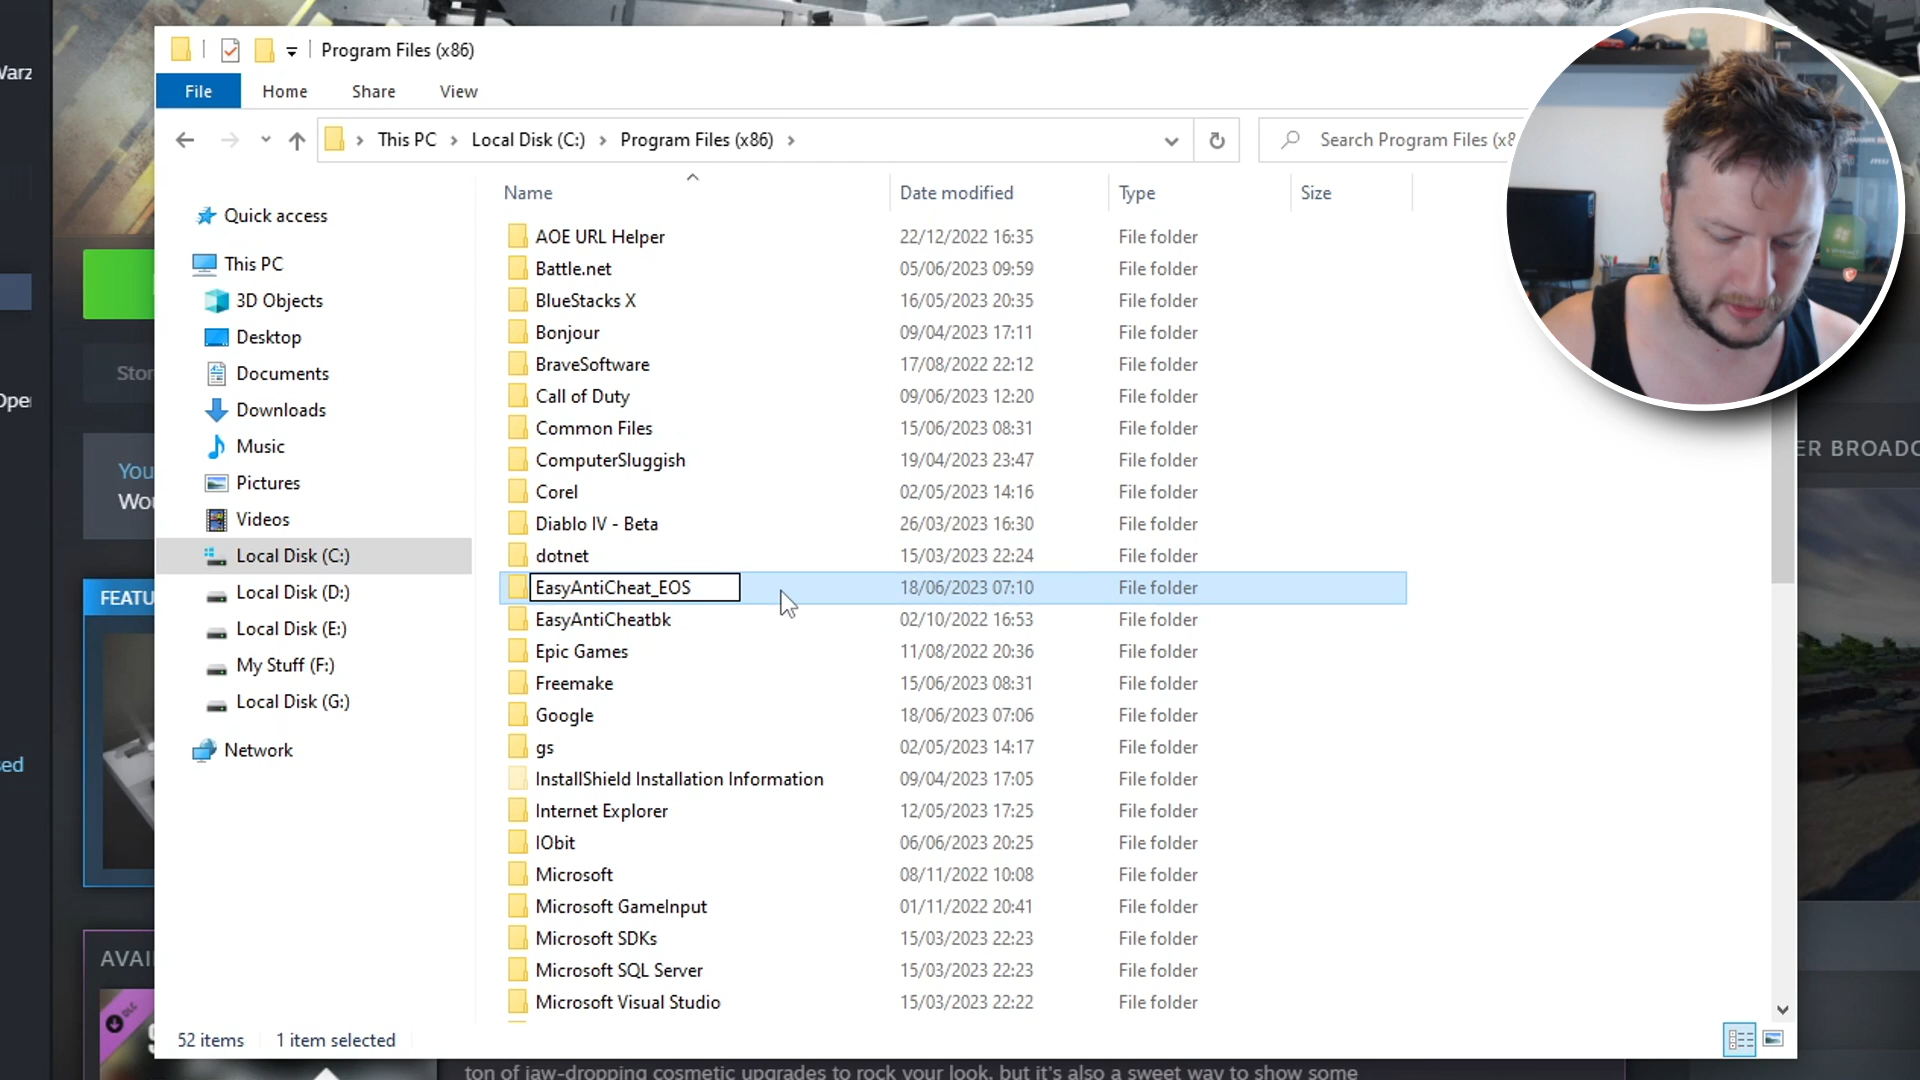 Warz
Program Files (x86)
File Home Share View
This PC Local Disk (C:) Program Files (x86)
Search Program Files (x8
Name Date modified Type Size
Quick access
This PC
3D Objects
Desktop
Documents
Downloads
Music
Pictures
Videos
Local Disk (C:)
Local Disk (D:)
Local Disk (E:)
My Stuff (F:)
Local Disk (G:)
Network
AOE URL Helper 22/12/2022 16:35 File folder
Battle.net 05/06/2023 09:59 File folder
BlueStacks X 16/05/2023 20:35 File folder
Bonjour 09/04/2023 17:11 File folder
BraveSoftware 17/08/2022 22:12 File folder
Call of Duty 09/06/2023 12:20 File folder
Common Files 15/06/2023 08:31 File folder
ComputerSluggish 19/04/2023 23:47 File folder
Corel 02/05/2023 14:16 File folder
Diablo IV - Beta 26/03/2023 16:30 File folder
dotnet 15/03/2023 22:24 File folder
EasyAntiCheat_EOS 18/06/2023 07:10 File folder
EasyAntiCheatbk 02/10/2022 16:53 File folder
Epic Games 11/08/2022 20:36 File folder
Freemake 15/06/2023 08:31 File folder
Google 18/06/2023 07:06 File folder
gs 02/05/2023 14:17 File folder
InstallShield Installation Information 09/04/2023 17:05 File folder
Internet Explorer 12/05/2023 17:25 File folder
IObit 06/06/2023 20:25 File folder
Microsoft 08/11/2022 10:08 File folder
Microsoft GameInput 01/11/2022 20:41 File folder
Microsoft SDKs 15/03/2023 22:23 File folder
Microsoft SQL Server 15/03/2023 22:23 File folder
Microsoft Visual Studio 15/03/2023 22:22 File folder
52 items 1 item selected
Stor
Ope
You
Wo
FEATU
sed
AVAI
DLC
ER BROADC
ton of jaw-dropping cosmetic upgrades to rock your look, but it's also a sweet way to show some